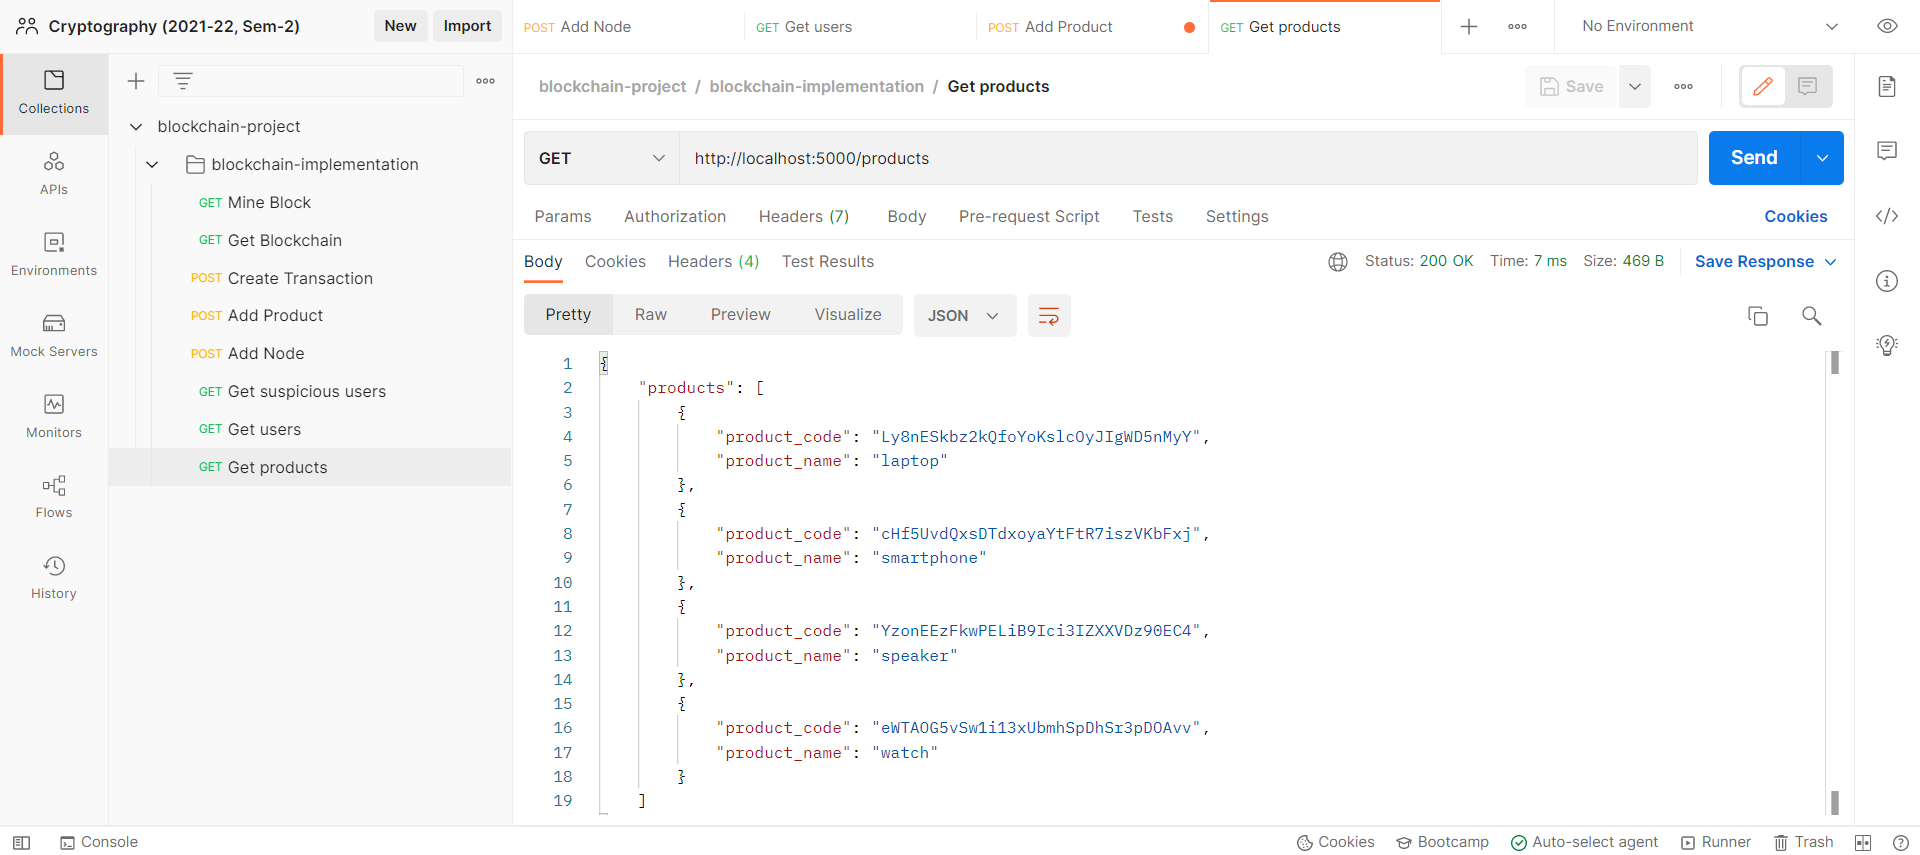 Cryptography (2021-22, Sem-2)
New
Import
POST Add Node
GET Get users
POST Add Product
GET Get products
No Environment
Collections
APIs
Environments
Mock Servers
Monitors
Flows
History
blockchain-project
blockchain-implementation
GET Mine Block
GET Get Blockchain
POST Create Transaction
POST Add Product
POST Add Node
GET Get suspicious users
GET Get users
GET Get products
blockchain-project / blockchain-implementation / Get products
Save
GET
http://localhost:5000/products
Send
Params Authorization Headers (7) Body Pre-request Script Tests Settings
Cookies
Body Cookies Headers (4) Test Results
Status: 200 OK Time: 7 ms Size: 469 B
Save Response
Pretty Raw Preview Visualize
JSON
1 {
2 "products": [
3 {
4 "product_code": "Ly8nESkbz2kQfoYoKslcOyJIgWD5nMyY",
5 "product_name": "laptop"
6 },
7 {
8 "product_code": "cHf5UvdQxsDTdxoyaYtFtR7iszVKbFxj",
9 "product_name": "smartphone"
10 },
11 {
12 "product_code": "YzonEEzFkwPELiB9Ici3IZXXVDz90EC4",
13 "product_name": "speaker"
14 },
15 {
16 "product_code": "eWTAOG5vSw1i13xUbmhSpDhSr3pDOAvv",
17 "product_name": "watch"
18 }
19 ]
Console
Cookies
Bootcamp
Auto-select agent
Runner
Trash